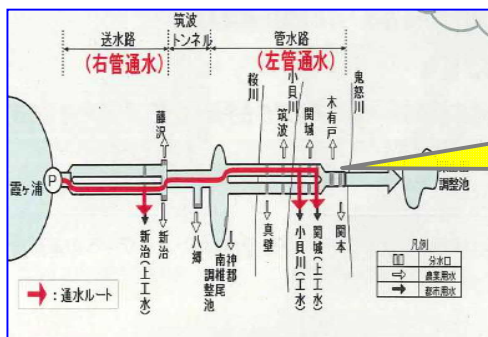 送水路
筑波
トンネル
管水路
(右管通水)
(左管通水)
桜川
小貝川
鬼怒川
藤沢
筑波
関城
木有戸
P
霞ヶ浦
調整池
新治(上工水)
新治
八郷
南椎尾
調整池
神郡
真壁
小貝川(工水)
関城(上工水)
関本
:通水ルート
凡例
分水口
農業用水
都市用水